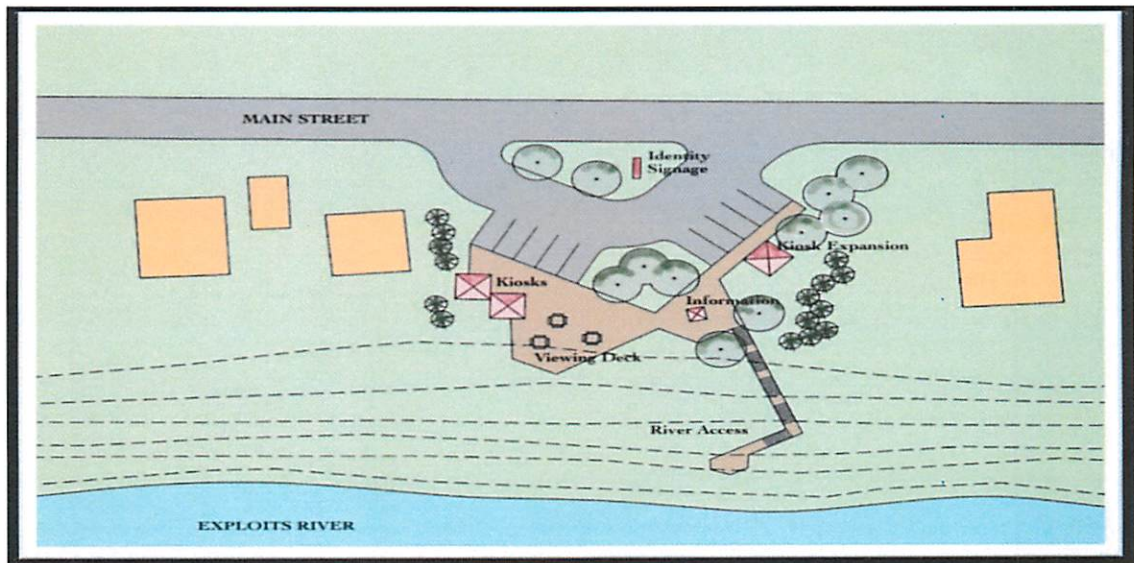 MAIN STREET
Identity
Signage
Kiosk Expansion
Kiosks
Information
Viewing Deck
River Access
EXPLOITS RIVER